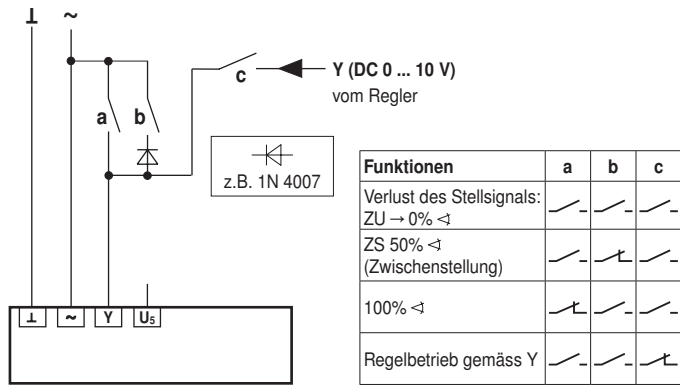 ⊥ ~
c
Y (DC 0 ... 10 V)
vom Regler
a b
z.B. 1N 4007
Funktionen a b c
Verlust des Stellsignals:
ZU → 0% ∢
ZS 50% ∢
(Zwischenstellung)
100% ∢
Regelbetrieb gemäss Y
⊥ ~ Y U5